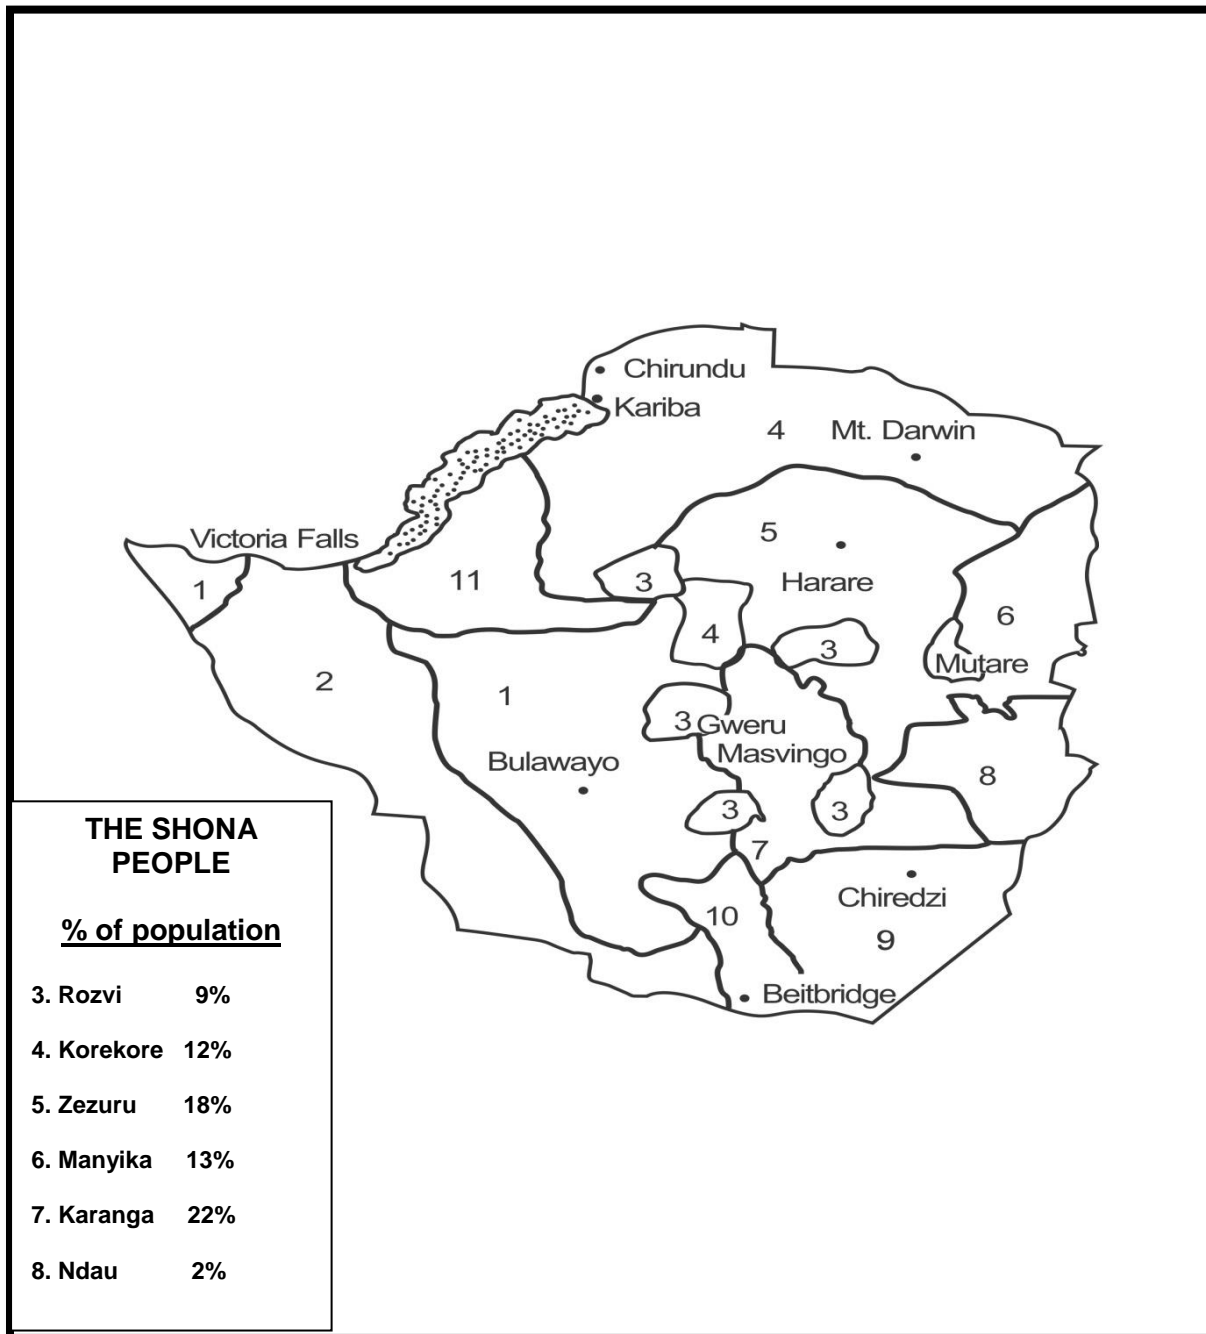 Chirundu
Kariba
4 Mt. Darwin
5
Victoria Falls
Harare
1
11
3
6
4
3
Mutare
2
1
3 Gweru
Masvingo
Bulawayo
8
3
3
7
Chiredzi
10
9
Beitbridge
THE SHONA
PEOPLE
% of population
3. Rozvi 9%
4. Korekore 12%
5. Zezuru 18%
6. Manyika 13%
7. Karanga 22%
8. Ndau 2%